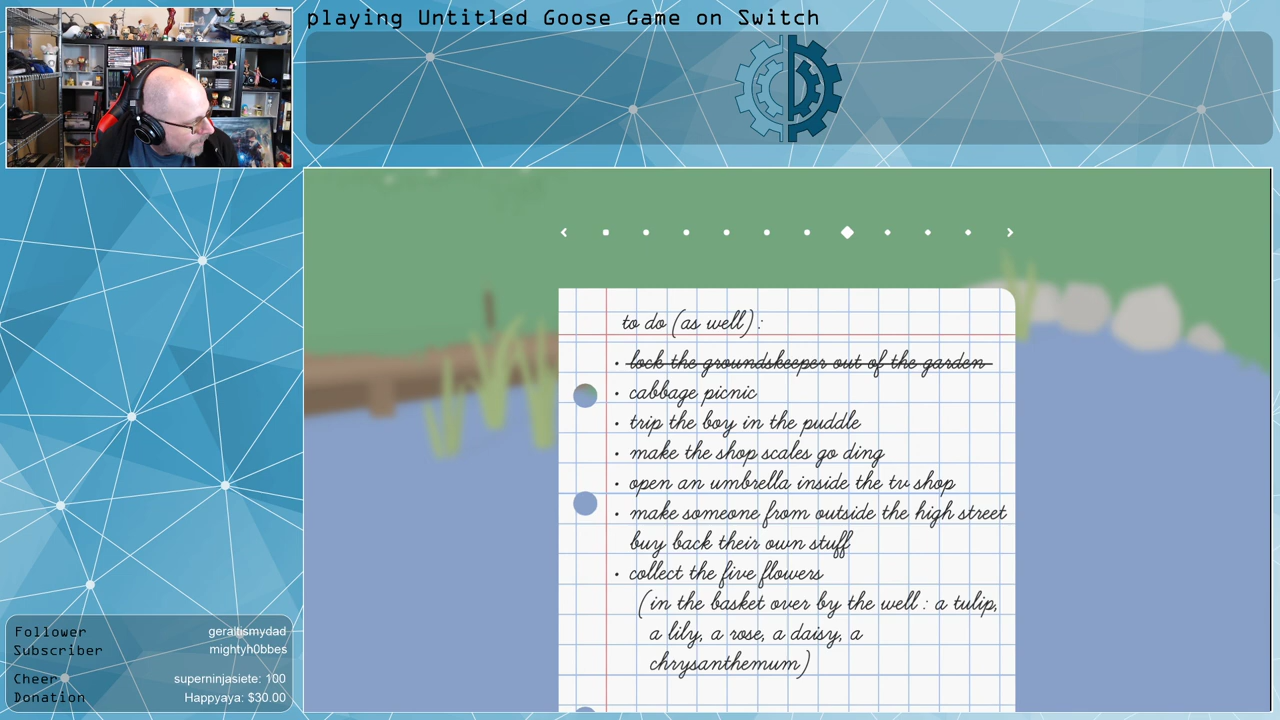 playing Untitled Goose Game on Switch
to do (as well) :
• lock the groundskeeper out of the garden
• cabbage picnic
• trip the boy in the puddle
• make the shop scales go ding
• open an umbrella inside the tv shop
• make someone from outside the high street
buy back their own stuff
• collect the five flowers
(in the basket over by the well : a tulip,
a lily, a rose, a daisy, a
chrysanthemum)
Follower geraltismydad
Subscriber mightyh0bbes
Cheer superninjasiete: 100
Donation Happyaya: $30.00